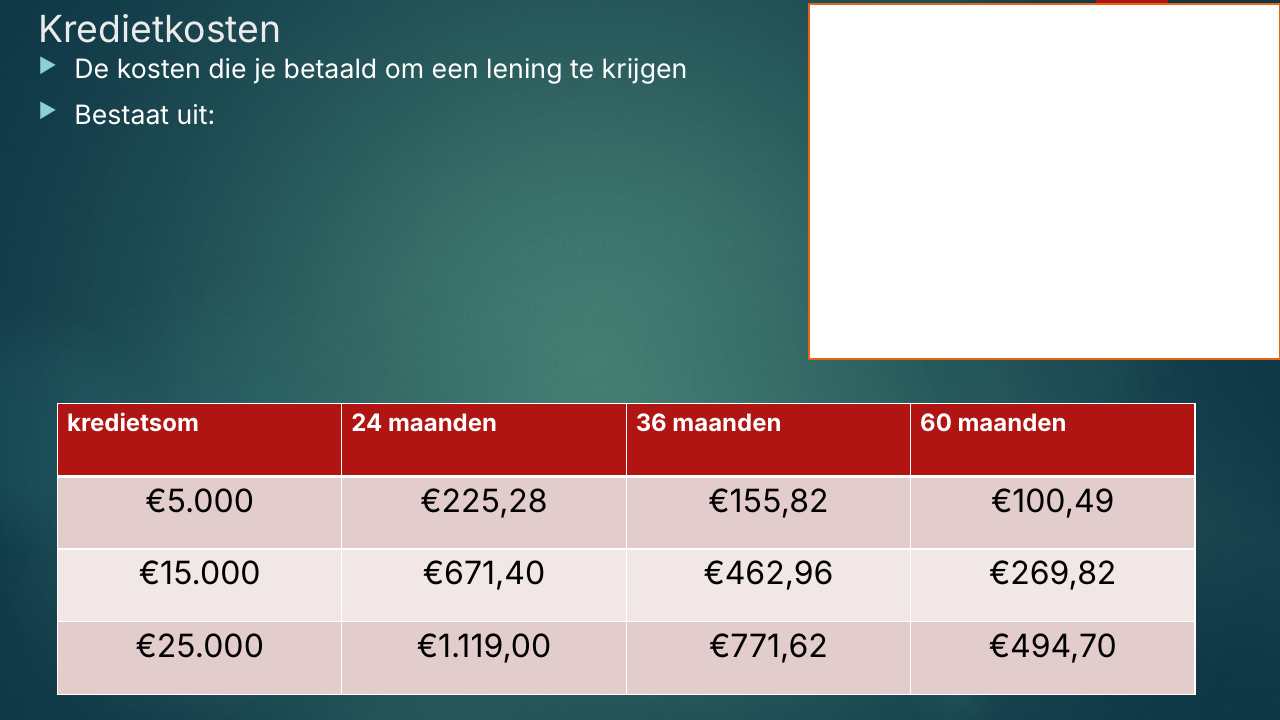 Kredietkosten
De kosten die je betaald om een lening te krijgen
Bestaat uit:
kredietsom 24 maanden 36 maanden 60 maanden
€5.000 €225,28 €155,82 €100,49
€15.000 €671,40 €462,96 €269,82
€25.000 €1.119,00 €771,62 €494,70